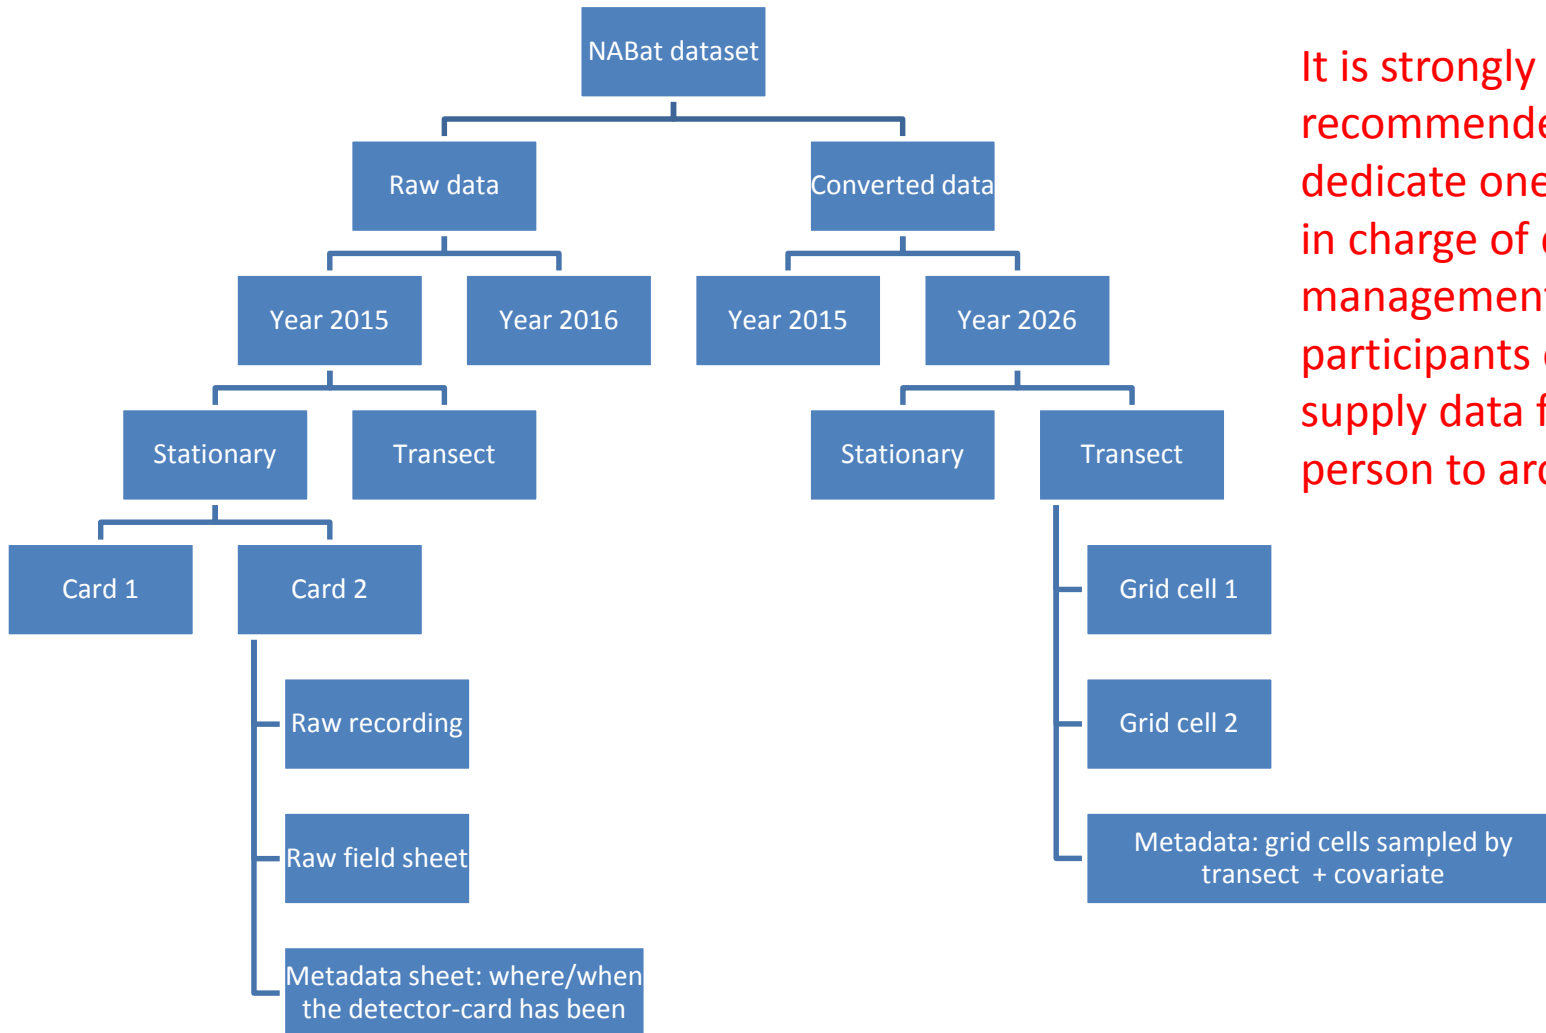 NABat dataset
Raw data
Converted data
Year 2015
Year 2016
Year 2015
Year 2026
Stationary
Transect
Stationary
Transect
Card 1
Card 2
Grid cell 1
Raw recording
Grid cell 2
Raw field sheet
Metadata: grid cells sampled by
transect + covariate
Metadata sheet: where/when
the detector-card has been
It is strongly
dedicate one
in charge of
participants
supply data
person to